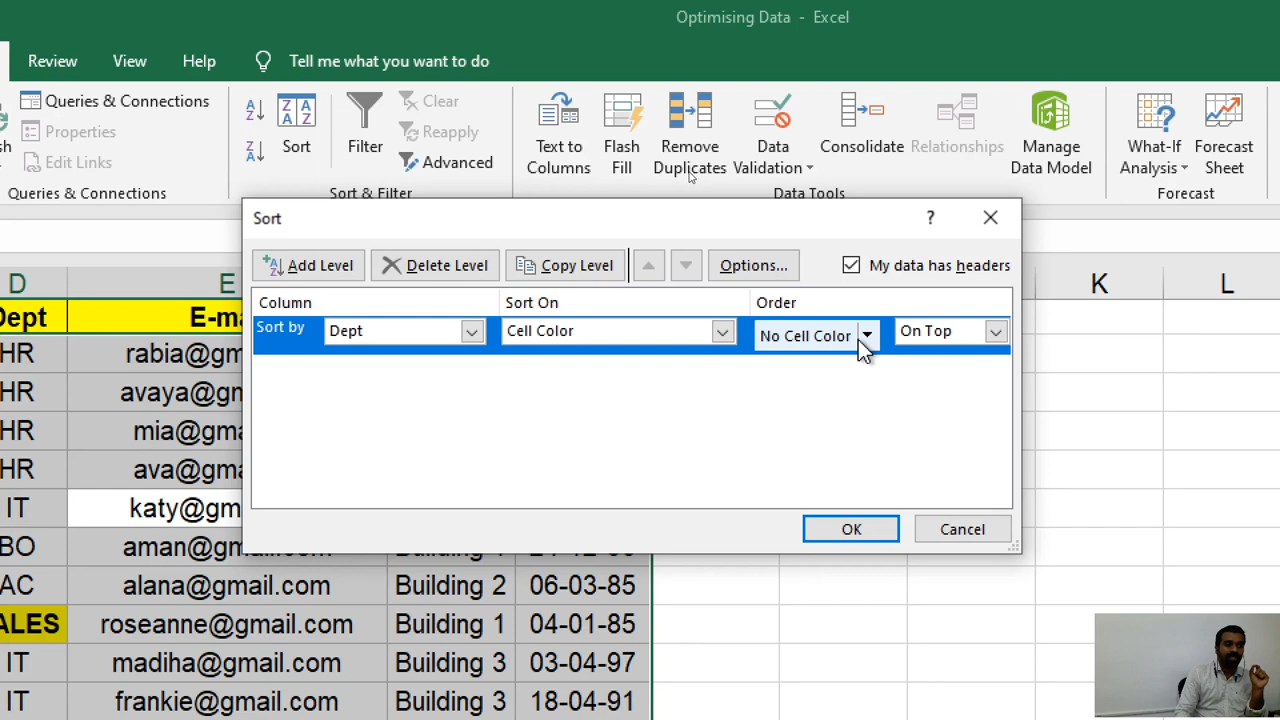 Optimising Data - Excel
Review View Help Tell me what you want to do
Queries & Connections
Properties
Edit Links
Queries & Connections
Sort
Filter
Clear
Reapply
Advanced
Sort & Filter
Text to Columns
Flash Fill
Remove Duplicates
Data Validation
Consolidate
Relationships
Manage Data Model
Data Tools
What-If Analysis
Forecast Sheet
Forecast
Sort ?
Add Level Delete Level Copy Level Options... My data has headers
Column Sort On Order
Sort by Dept Cell Color No Cell Color On Top
OK Cancel
D E K L
HR
HR
HR
HR
IT katy@gm
BO aman@gmail.com
AC alana@gmail.com Building 2 06-03-85
ALES roseanne@gmail.com Building 1 04-01-85
IT madiha@gmail.com Building 3 03-04-97
IT frankie@gmail.com Building 3 18-04-91